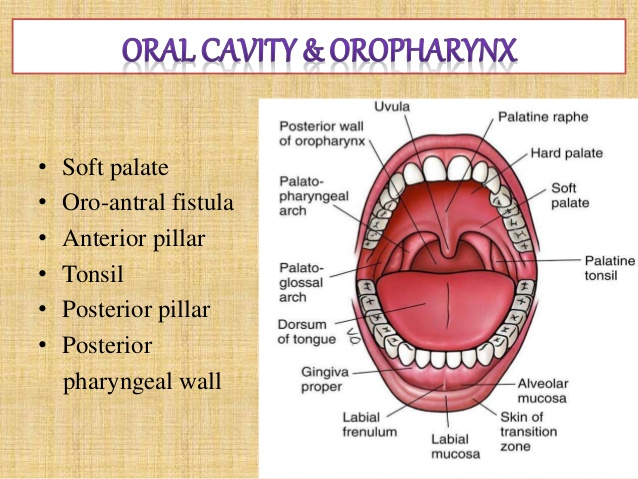 ORAL CAVITY & OROPHARYNX
• Soft palate
• Oro-antral fistula
• Anterior pillar
• Tonsil
• Posterior pillar
• Posterior
pharyngeal wall
Uvula
Posterior wall
of oropharynx
Palato-
pharyngeal
arch
Palato-
glossal
arch
Dorsum
of tongue
Gingiva
proper
Labial
frenulum
Labial
mucosa
Palatine raphe
Hard palate
Soft
palate
Palatine
tonsil
Alveolar
mucosa
Skin of
transition
zone